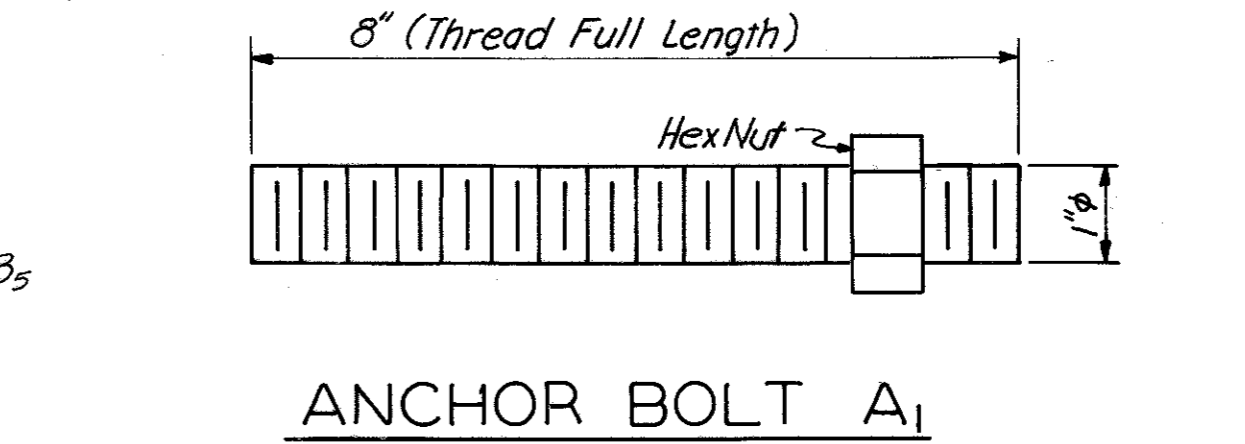 8" (Thread Full Length)
Hex Nut
1"φ
B5
ANCHOR BOLT A1